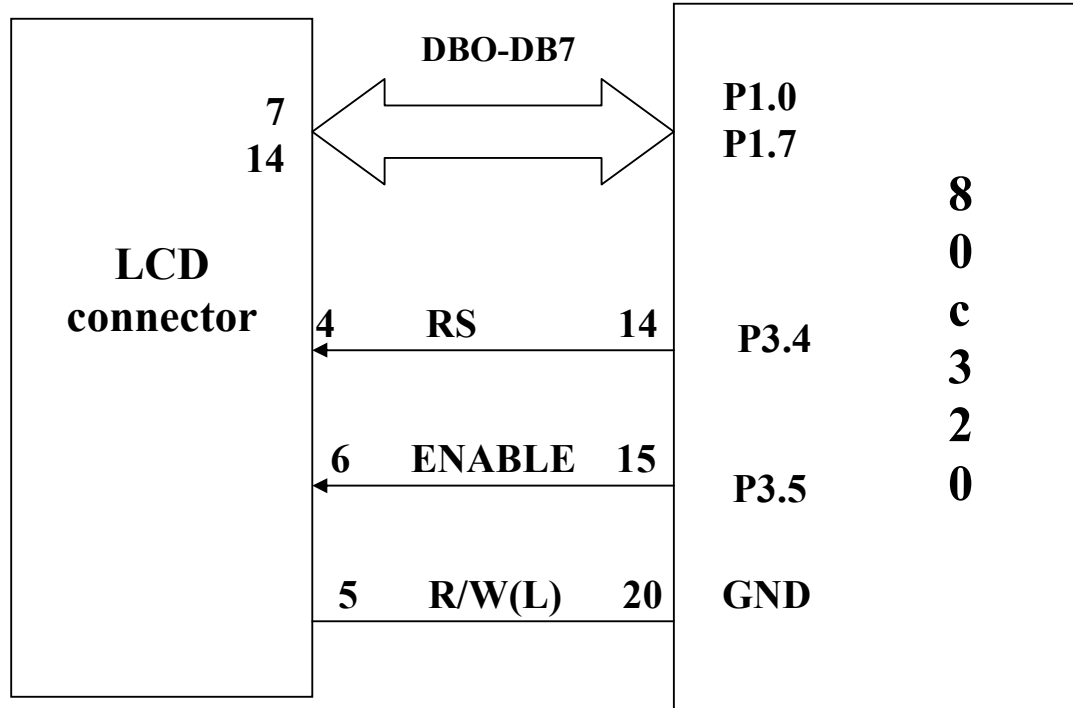 DBO-DB7
7
14
P1.0
P1.7
LCD
connector
4 RS 14
P3.4
6 ENABLE 15
P3.5
5 R/W(L) 20
GND
8
0
c
3
2
0